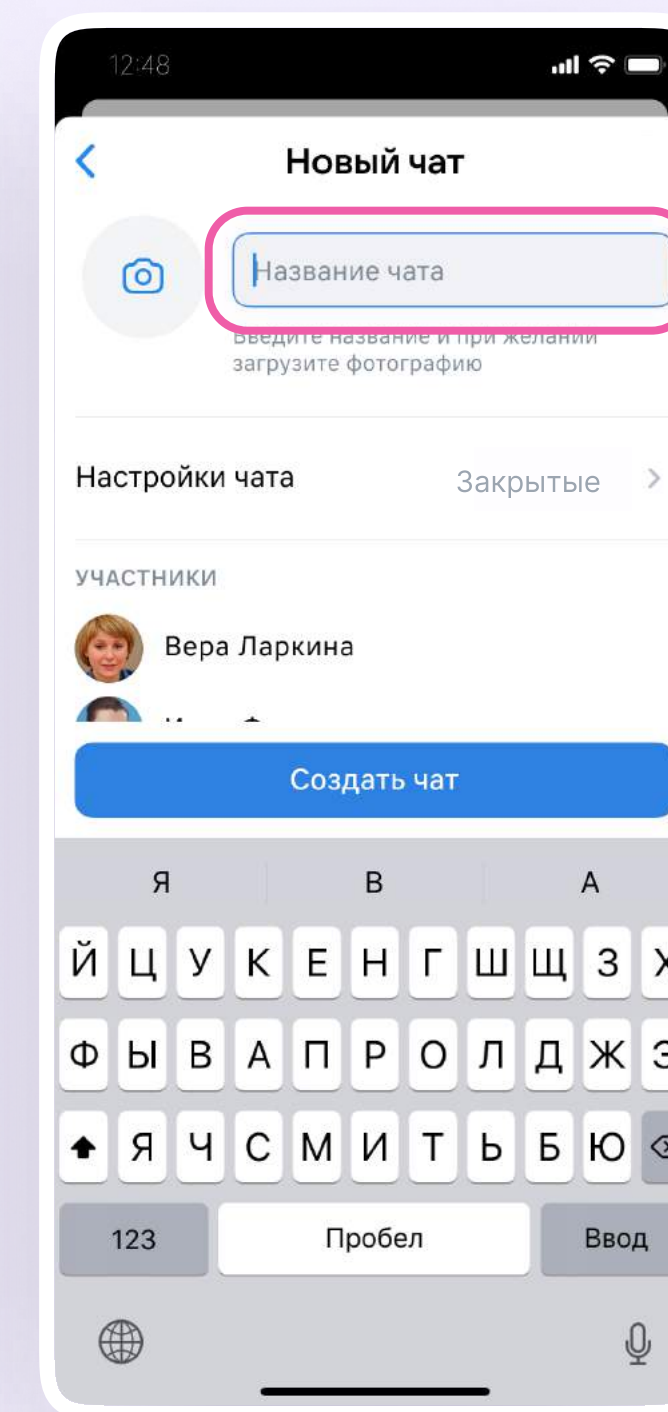 12:48
Новый чат
Название чата
Введите название и при желании
загрузите фотографию
Настройки чата
Закрытые
УЧАСТНИКИ
Вера Ларкина
Создать чат
Я В А
Й Ц У К Е Н Г Ш Щ З Х
Ф Ы В А П Р О Л Д Ж Э
Я Ч С М И Т Ь Б Ю
123 Пробел Ввод